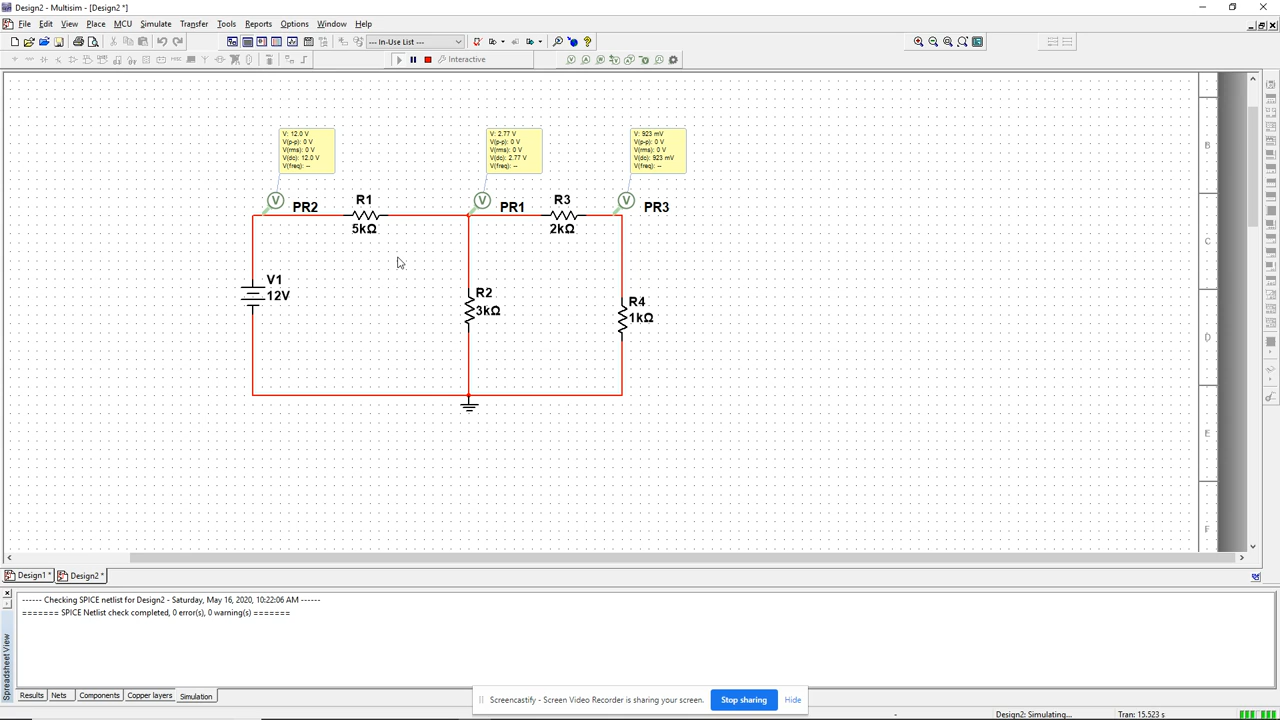 Design2 - Multisim - [Design2 *]
File Edit View Place MCU Simulate Transfer Tools Reports Options Window Help
--- In-Use List ---
Interactive
V: 12.0 V
V(p-p): 0 V
V(rms): 0 V
V(dc): 12.0 V
V(freq): --
V: 2.77 V
V(p-p): 0 V
V(rms): 0 V
V(dc): 2.77 V
V(freq): --
V: 923 mV
V(p-p): 0 V
V(rms): 0 V
V(dc): 923 mV
V(freq): --
V PR2 R1 V PR1 R3 V PR3
5kΩ 2kΩ
V1
12V
R2
3kΩ
R4
1kΩ
B
C
D
E
F
Design1 * Design2 *
------ Checking SPICE netlist for Design2 - Saturday, May 16, 2020, 10:22:06 AM ------
======= SPICE Netlist check completed, 0 error(s), 0 warning(s) =======
Spreadsheet View
Results Nets Components Copper layers Simulation
Screencastify - Screen Video Recorder is sharing your screen. Stop sharing Hide
- Design2: Simulating... Tran: 15.523 s